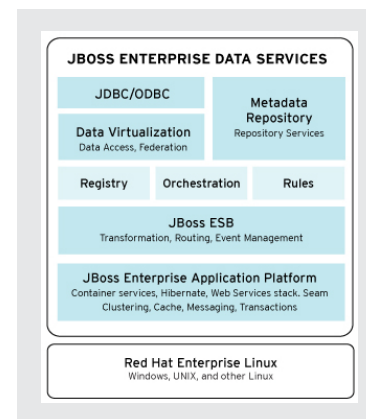 JBOSS ENTERPRISE DATA SERVICES
JDBC/ODBC
Data Virtualization
Data Access, Federation
Metadata
Repository
Repository Services
Registry
Orchestration
Rules
JBoss ESB
Transformation, Routing, Event Management
JBoss Enterprise Application Platform
Container services, Hibernate, Web Services stack. Seam
Clustering, Cache, Messaging, Transactions
Red Hat Enterprise Linux
Windows, UNIX, and other Linux